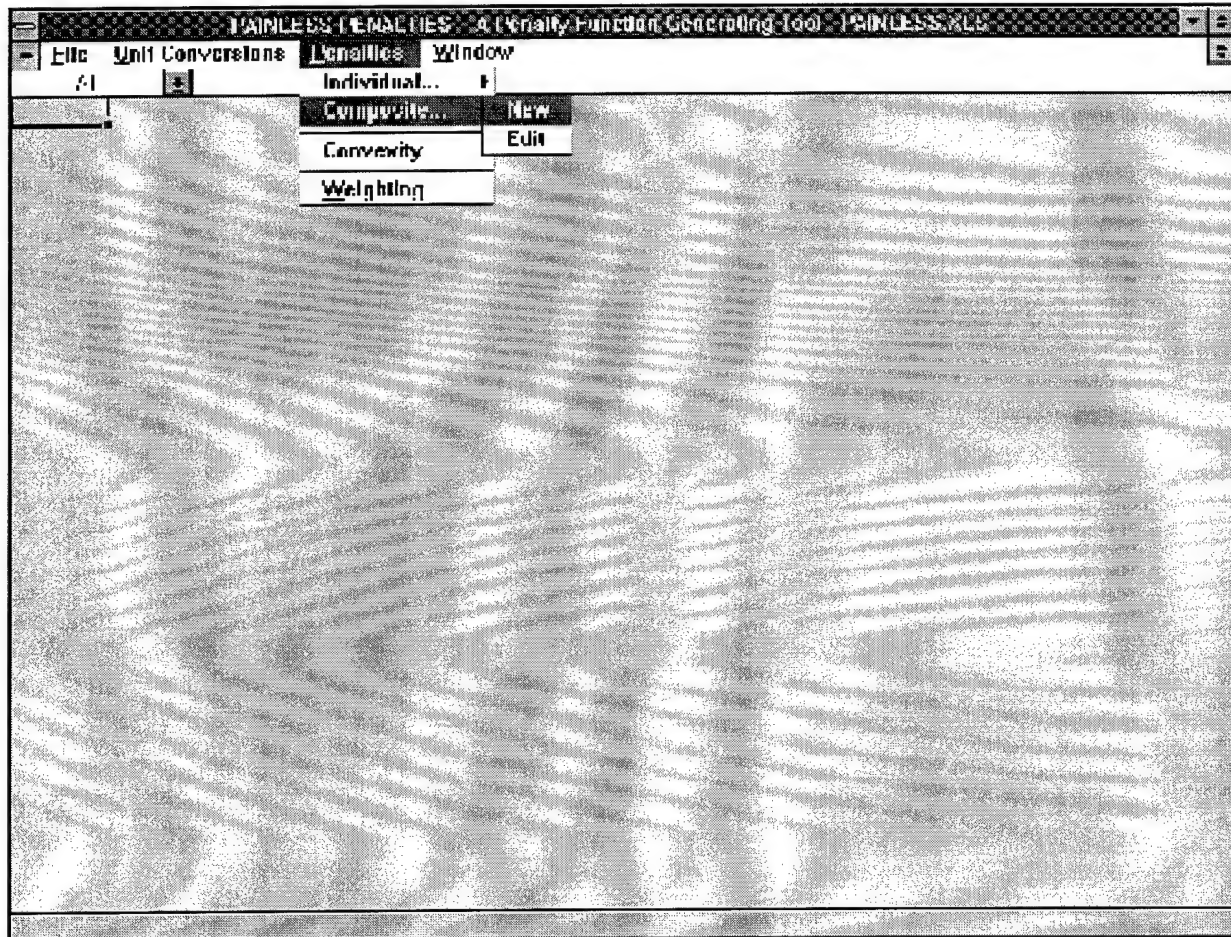 PAINLESS PENALTIES - A Penalty Function Generating Tool - PAINLESS.XLS
File Unit Conversions Penalties Window
A1
Individual...
Composite... New
Edit
Convexity
Weighting